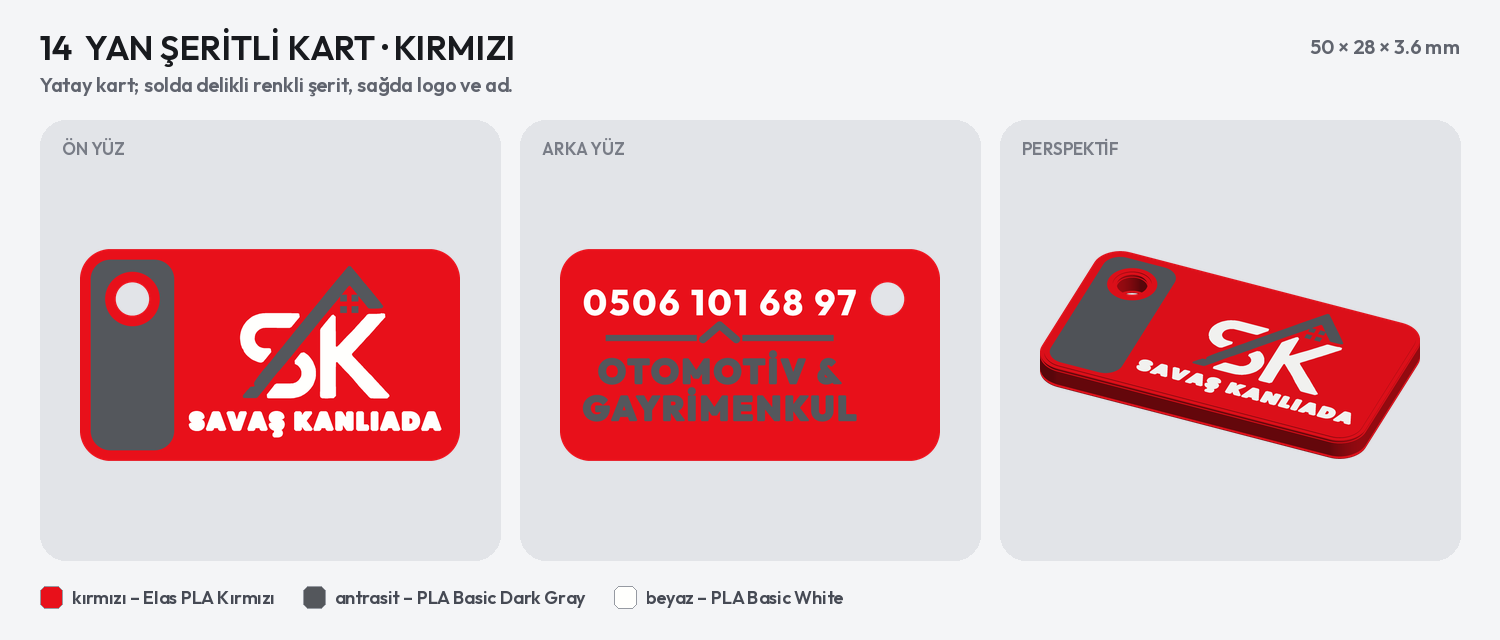 14 YAN ŞERİTLİ KART · KIRMIZI
50 × 28 × 3.6 mm
Yatay kart; solda delikli renkli şerit, sağda logo ve ad.
ÖN YÜZ
SK
SAVAŞ KANLIADA
ARKA YÜZ
0506 101 68 97
OTOMOTİV &
GAYRİMENKUL
PERSPEKTİF
SK
SAVAŞ KANLIADA
kırmızı – Elas PLA Kırmızı
antrasit – PLA Basic Dark Gray
beyaz – PLA Basic White